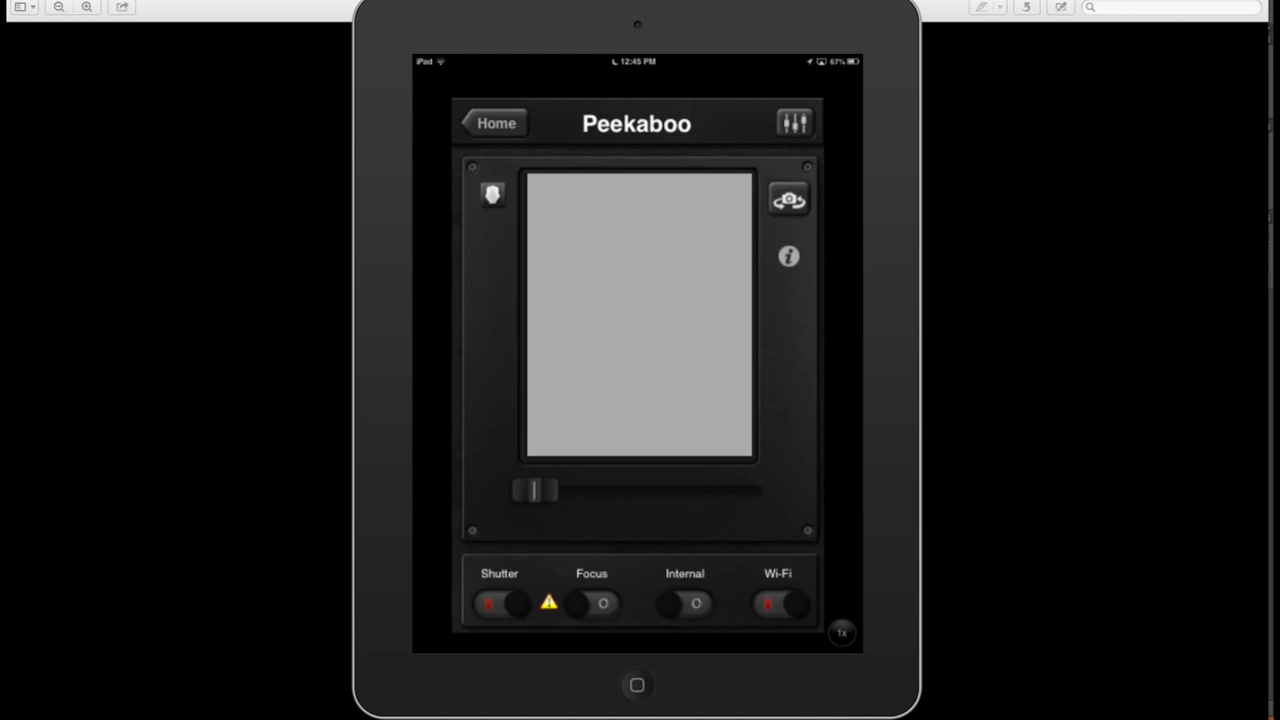 iPad 12:45 PM 67%
Home Peekaboo
i
Shutter Focus Internal Wi-Fi
1x